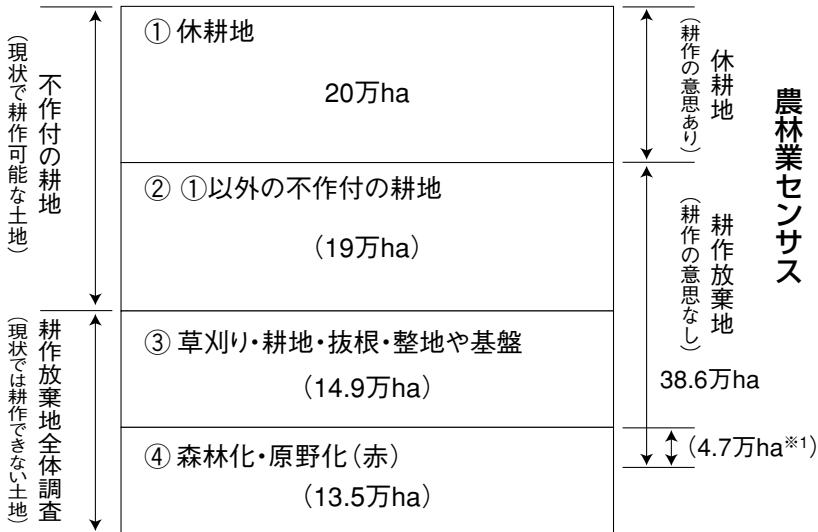 不作付の耕地
（現状で耕作可能な土地）
耕作放棄地全体調査
（現状では耕作できない土地）
① 休耕地
20万ha
② ①以外の不作付の耕地
（19万ha）
③ 草刈り・耕地・抜根・整地や基盤
（14.9万ha）
④ 森林化・原野化（赤）
（13.5万ha）
農林業センサス
休耕地
（耕作の意思あり）
耕作放棄地
（耕作の意思なし）
38.6万ha
（4.7万ha※1）